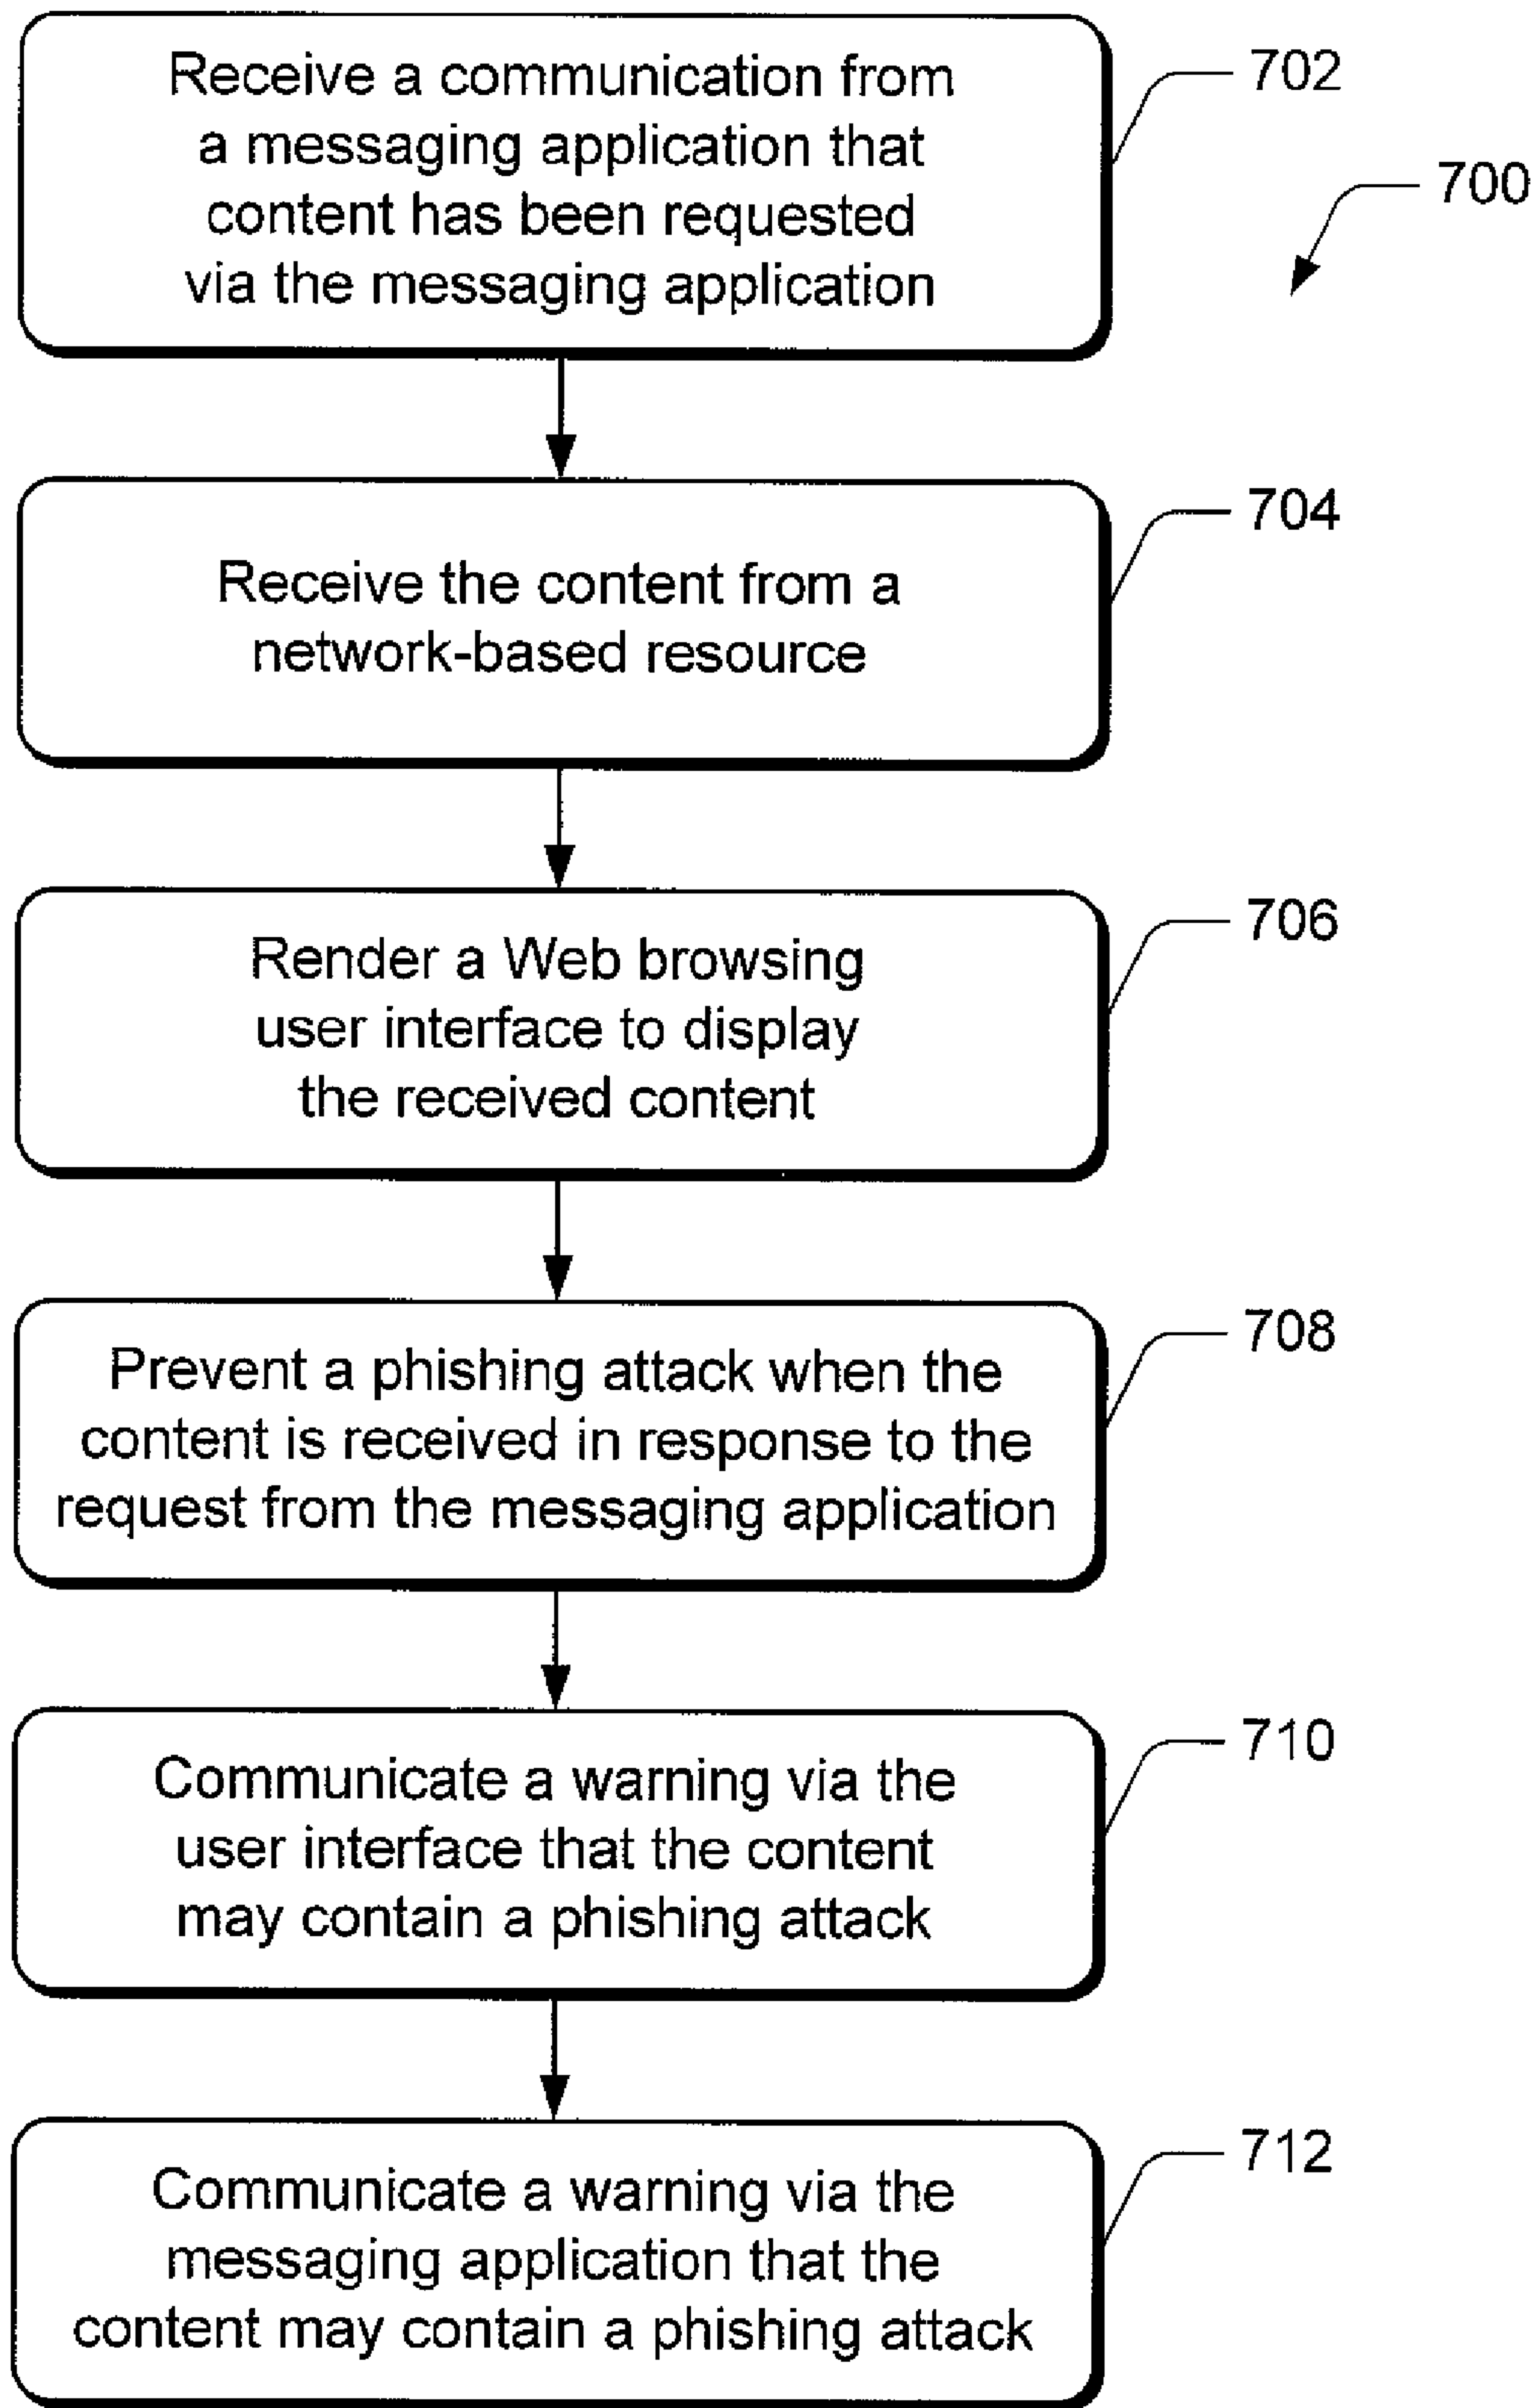 Receive a communication from
a messaging application that
content has been requested
via the messaging application
702
700
Receive the content from a
network-based resource
704
Render a Web browsing
user interface to display
the received content
706
Prevent a phishing attack when the
content is received in response to the
request from the messaging application
708
Communicate a warning via the
user interface that the content
may contain a phishing attack
710
Communicate a warning via the
messaging application that the
content may contain a phishing attack
712